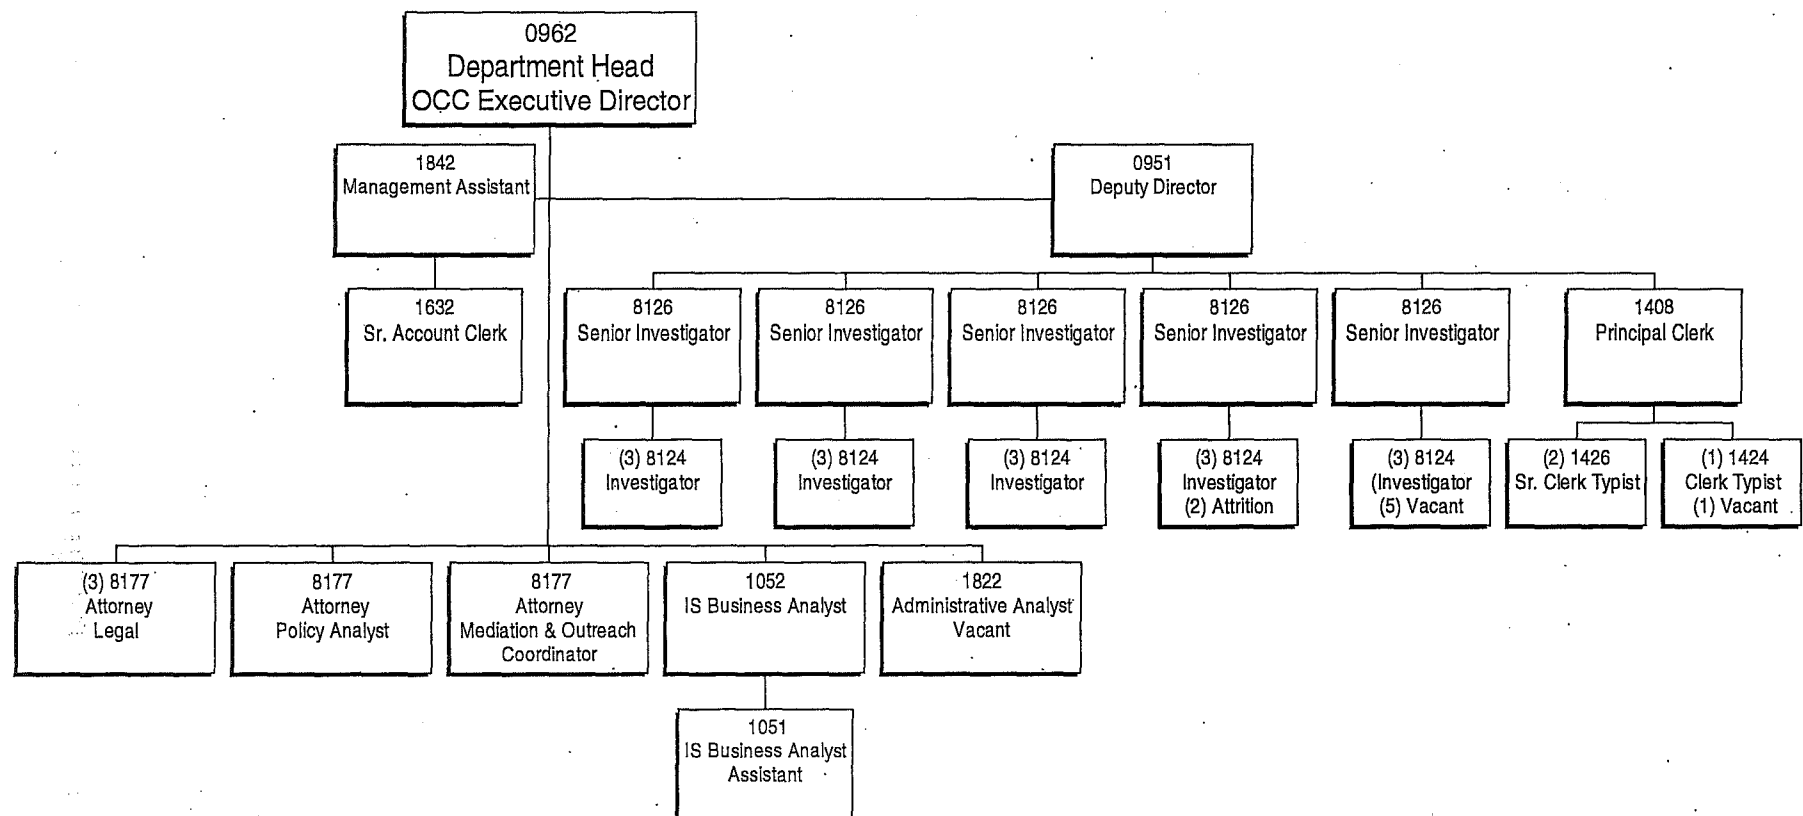 0962
Department Head
OCC Executive Director
1842
Management Assistant
0951
Deputy Director
1632
Sr. Account Clerk
8126
Senior Investigator
8126
Senior Investigator
8126
Senior Investigator
8126
Senior Investigator
8126
Senior Investigator
1408
Principal Clerk
(3) 8124
Investigator
(3) 8124
Investigator
(3) 8124
Investigator
(3) 8124
Investigator
(2) Attrition
(3) 8124
(Investigator
(5) Vacant
(2) 1426
Sr. Clerk Typist
(1) 1424
Clerk Typist
(1) Vacant
(3) 8177
Attorney
Legal
8177
Attorney
Policy Analyst
8177
Attorney
Mediation & Outreach
Coordinator
1052
IS Business Analyst
1822
Administrative Analyst
Vacant
1051
IS Business Analyst
Assistant